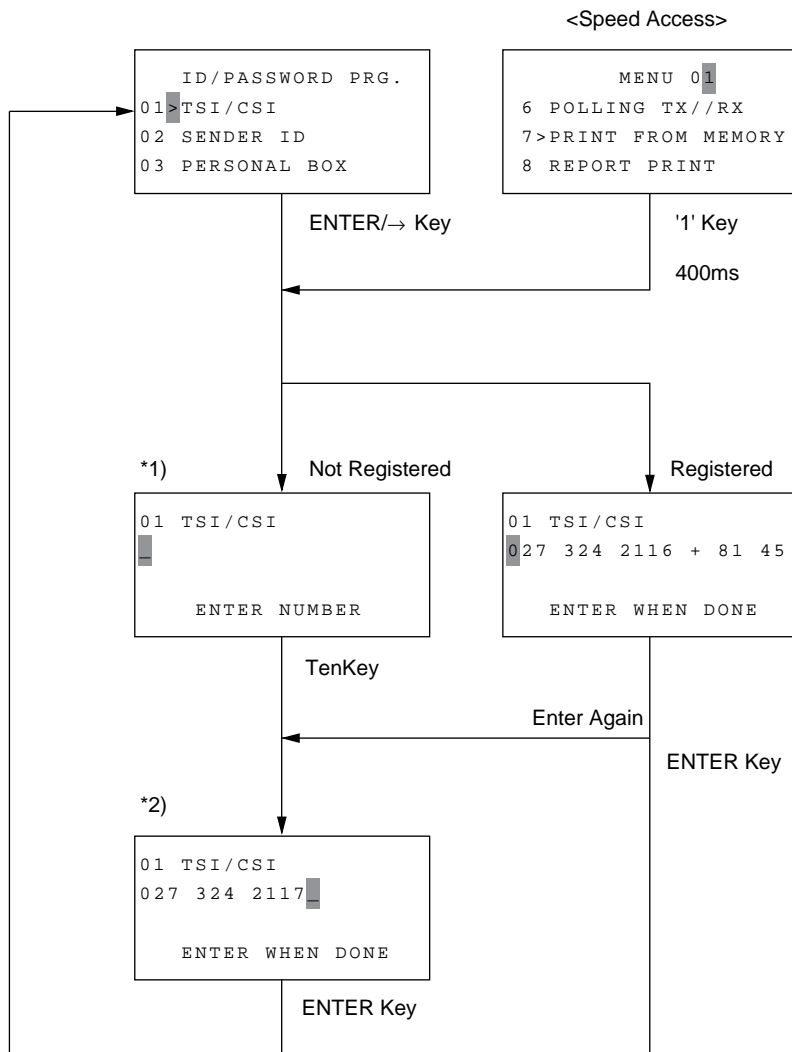 <Speed Access>
ID/PASSWORD PRG.
01>TSI/CSI
02 SENDER ID
03 PERSONAL BOX
MENU 01
6 POLLING TX//RX
7>PRINT FROM MEMORY
8 REPORT PRINT
ENTER/→ Key
'1' Key
400ms
*1)
Not Registered
Registered
01 TSI/CSI
_
ENTER NUMBER
01 TSI/CSI
027 324 2116 + 81 45
ENTER WHEN DONE
TenKey
Enter Again
ENTER Key
*2)
01 TSI/CSI
027 324 2117_
ENTER WHEN DONE
ENTER Key